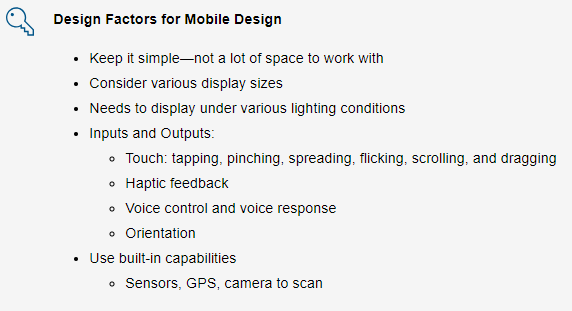 Design Factors for Mobile Design
• Keep it simple—not a lot of space to work with
• Consider various display sizes
• Needs to display under various lighting conditions
• Inputs and Outputs:
◦ Touch: tapping, pinching, spreading, flicking, scrolling, and dragging
◦ Haptic feedback
◦ Voice control and voice response
◦ Orientation
• Use built-in capabilities
◦ Sensors, GPS, camera to scan